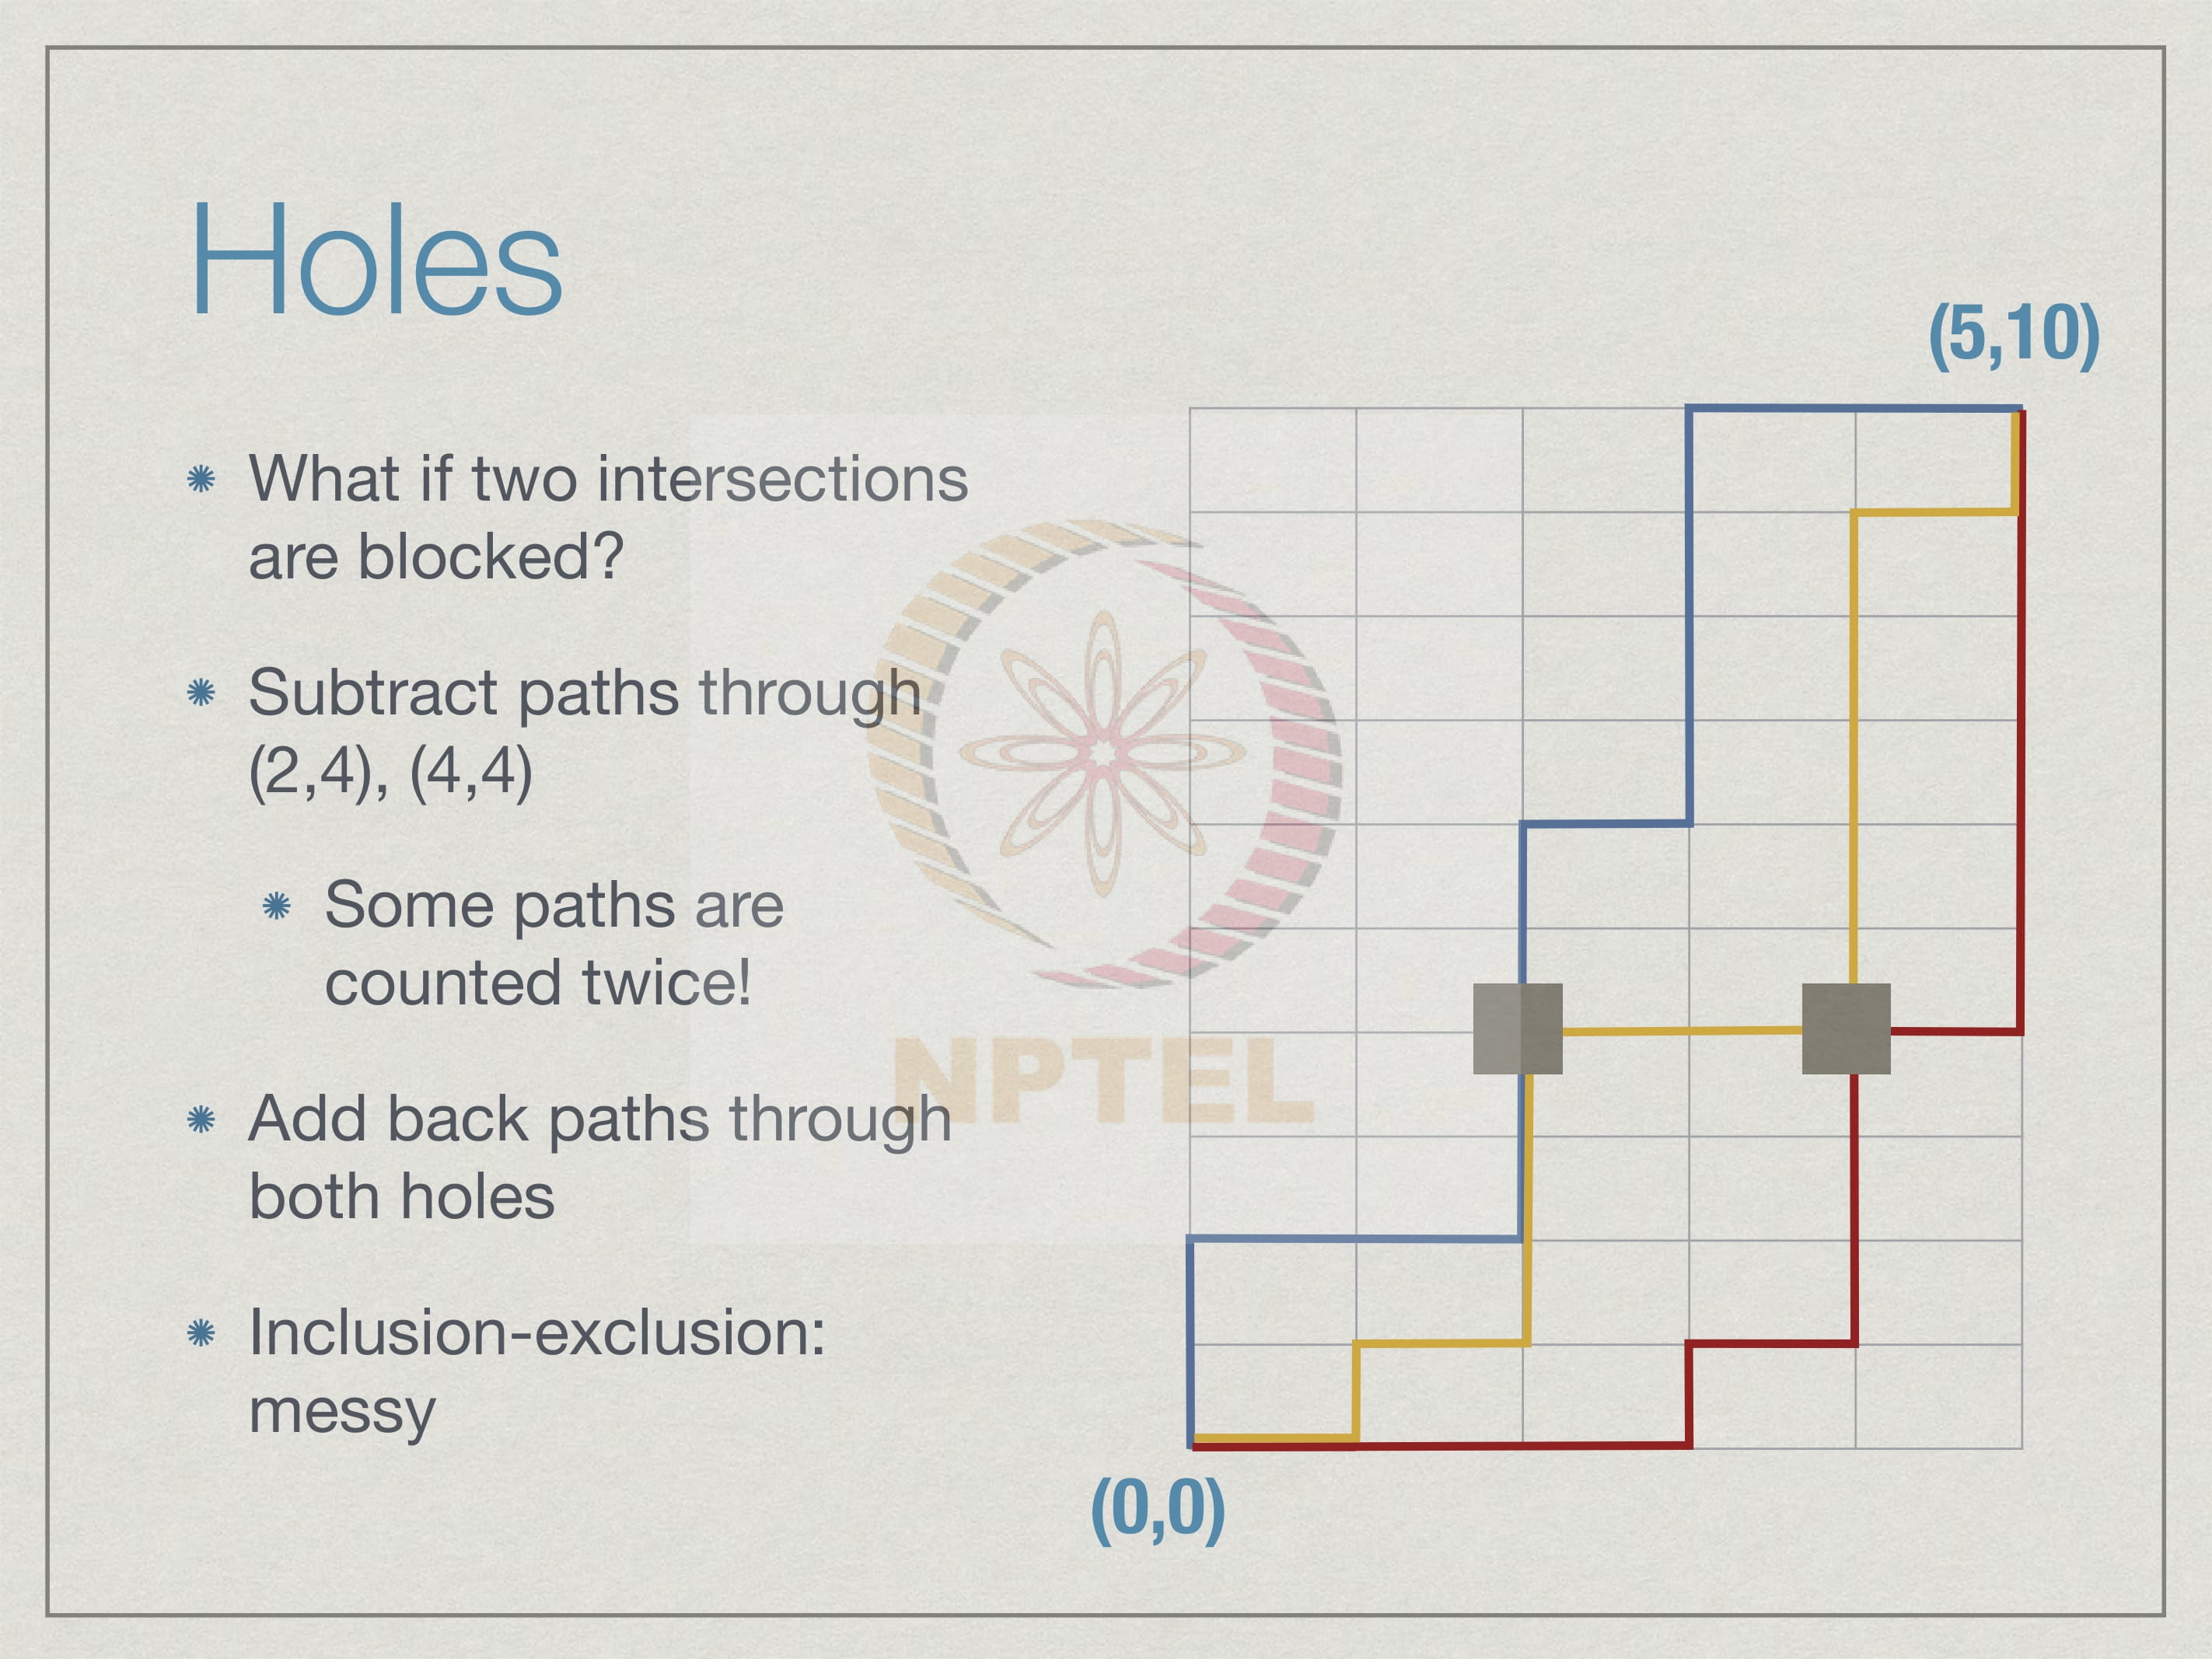 Holes
(5,10)
What if two intersections
are blocked?
Subtract paths through
(2,4), (4,4)
Some paths are
counted twice!
Add back paths through
both holes
Inclusion-exclusion:
messy
NPTEL
(0,0)